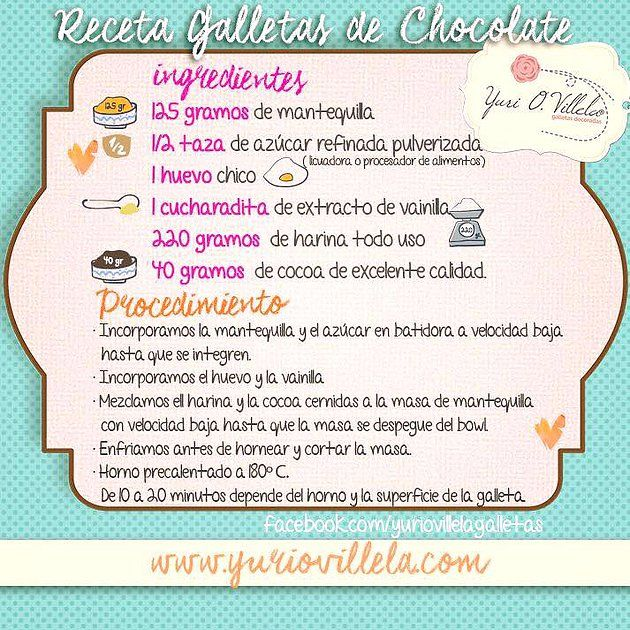 Receta Galletas de Chocolate
Yuri O. Villela
galletas decoradas
ingredientes
125 gr
125 gramos de mantequilla
1/2
1/2 taza de azúcar refinada pulverizada
( licuadora o procesador de alimentos)
1 huevo chico
1 cucharadita de extracto de vainilla
220 gramos de harina todo uso
220
40 gr
40 gramos de cocoa de excelente calidad.
Procedimiento
· Incorporamos la mantequilla y el azúcar en batidora a velocidad baja
hasta que se integren.
· Incorporamos el huevo y la vainilla
· Mezclamos ell harina y la cocoa cernidas a la masa de mantequilla
con velocidad baja hasta que la masa se despegue del bowl.
· Enfriamos antes de hornear y cortar la masa.
· Horno precalentado a 180º C.
De 10 a 20 minutos depende del horno y la superficie de la galleta.
facebook.com/yuriovillelagalletas
www.yuriovillela.com